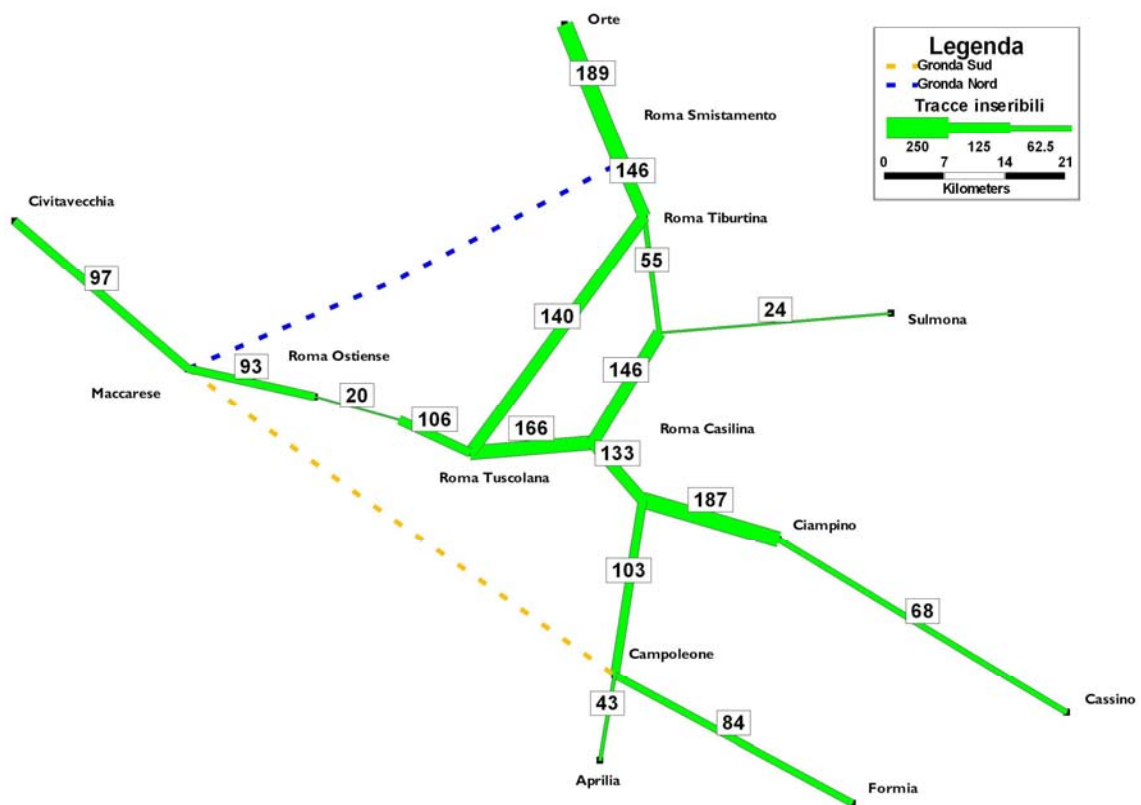 Orte
189
Roma Smistamento
146
Roma Tiburtina
Civitavecchia
97
55
24
Sulmona
140
Roma Ostiense
93
Maccarese
20
106
146
166
Roma Casilina
133
Roma Tuscolana
187
Ciampino
103
68
Campoleone
Cassino
43
84
Aprilia
Formia
Legenda
Gronda Sud
Gronda Nord
Tracce inseribili
250 125 62.5
0 7 14 21
Kilometers